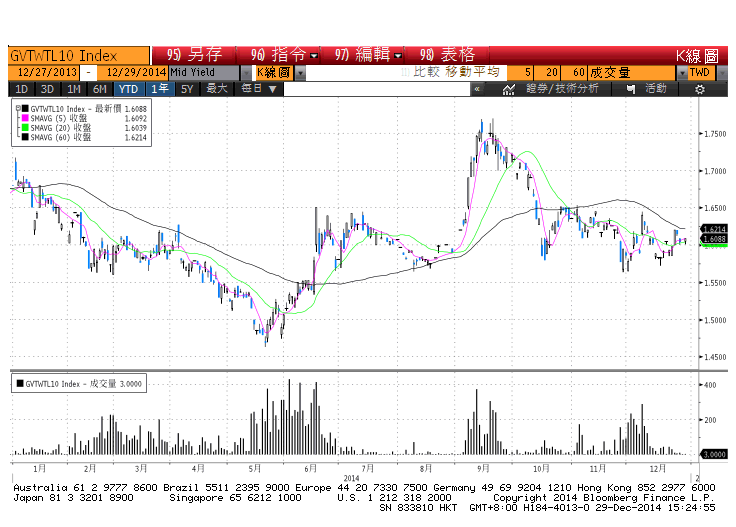 GVTWTL10 Index 95) 另存 96) 指令 97) 編輯 98) 表格 K線圖
12/27/2013 - 12/29/2014 Mid Yield K線圖 比較 移動平均 5 20 60 成交量 TWD
1D 3D 1M 6M YTD 1年 5Y 最大 每日 ▼ « 證券/技術分析 活動
GVTWTL10 Index - 最新價 1.6088
SMAVG (5) 收盤 1.6092
SMAVG (20) 收盤 1.6039
SMAVG (60) 收盤 1.6214
1.7500
1.7000
1.6500
1.6214
1.6088
1.5500
1.5000
1.4500
GVTWTL10 Index - 成交量 3.0000
400
200
3.0000
1月 2月 3月 4月 5月 6月 7月 8月 9月 10月 11月 12月
2014 2
Australia 61 2 9777 8600 Brazil 5511 2395 9000 Europe 44 20 7330 7500 Germany 49 69 9204 1210 Hong Kong 852 2977 6000
Japan 81 3 3201 8900 Singapore 65 6212 1000 U.S. 1 212 318 2000 Copyright 2014 Bloomberg Finance L.P.
SN 833810 HKT GMT+8:00 H184-4013-0 29-Dec-2014 15:24:55